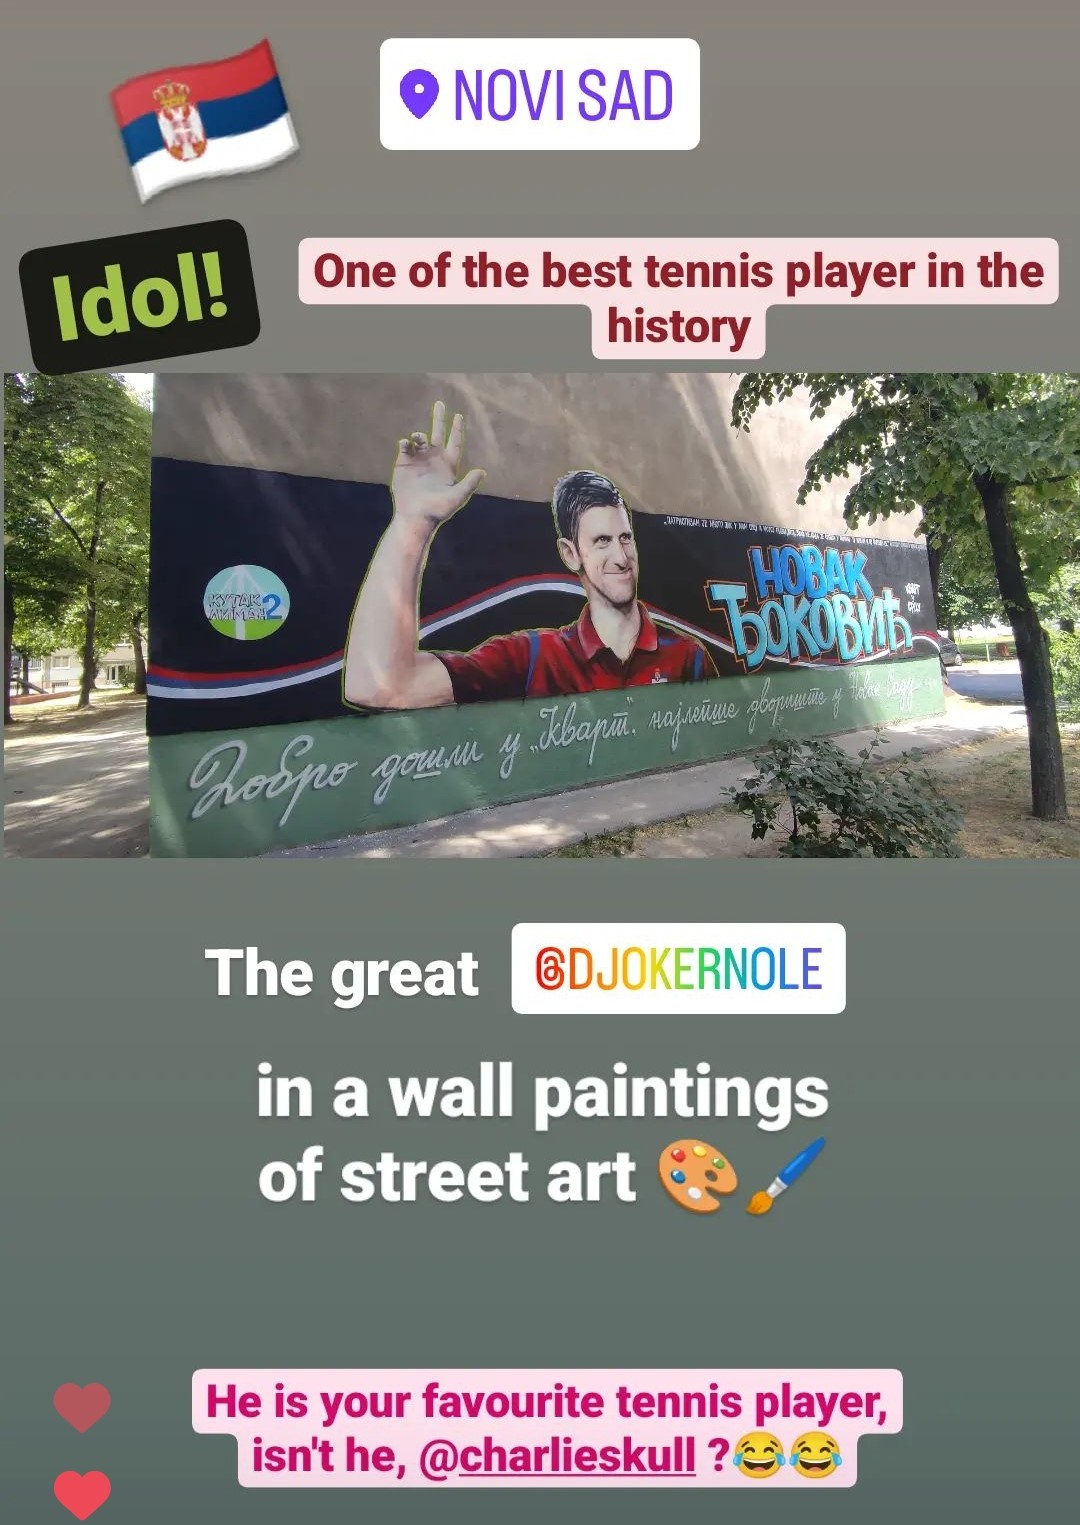 NOVI SAD
Idol!
One of the best tennis player in the
history
КУТАК
ЛИМАН 2
НОВАК
ЂОКОВИЋ
Добро дошли у „Кварт“, најлепше двориште у Новом Саду
The great @DJOKERNOLE
in a wall paintings
of street art
He is your favourite tennis player,
isn't he, @charlieskull ?